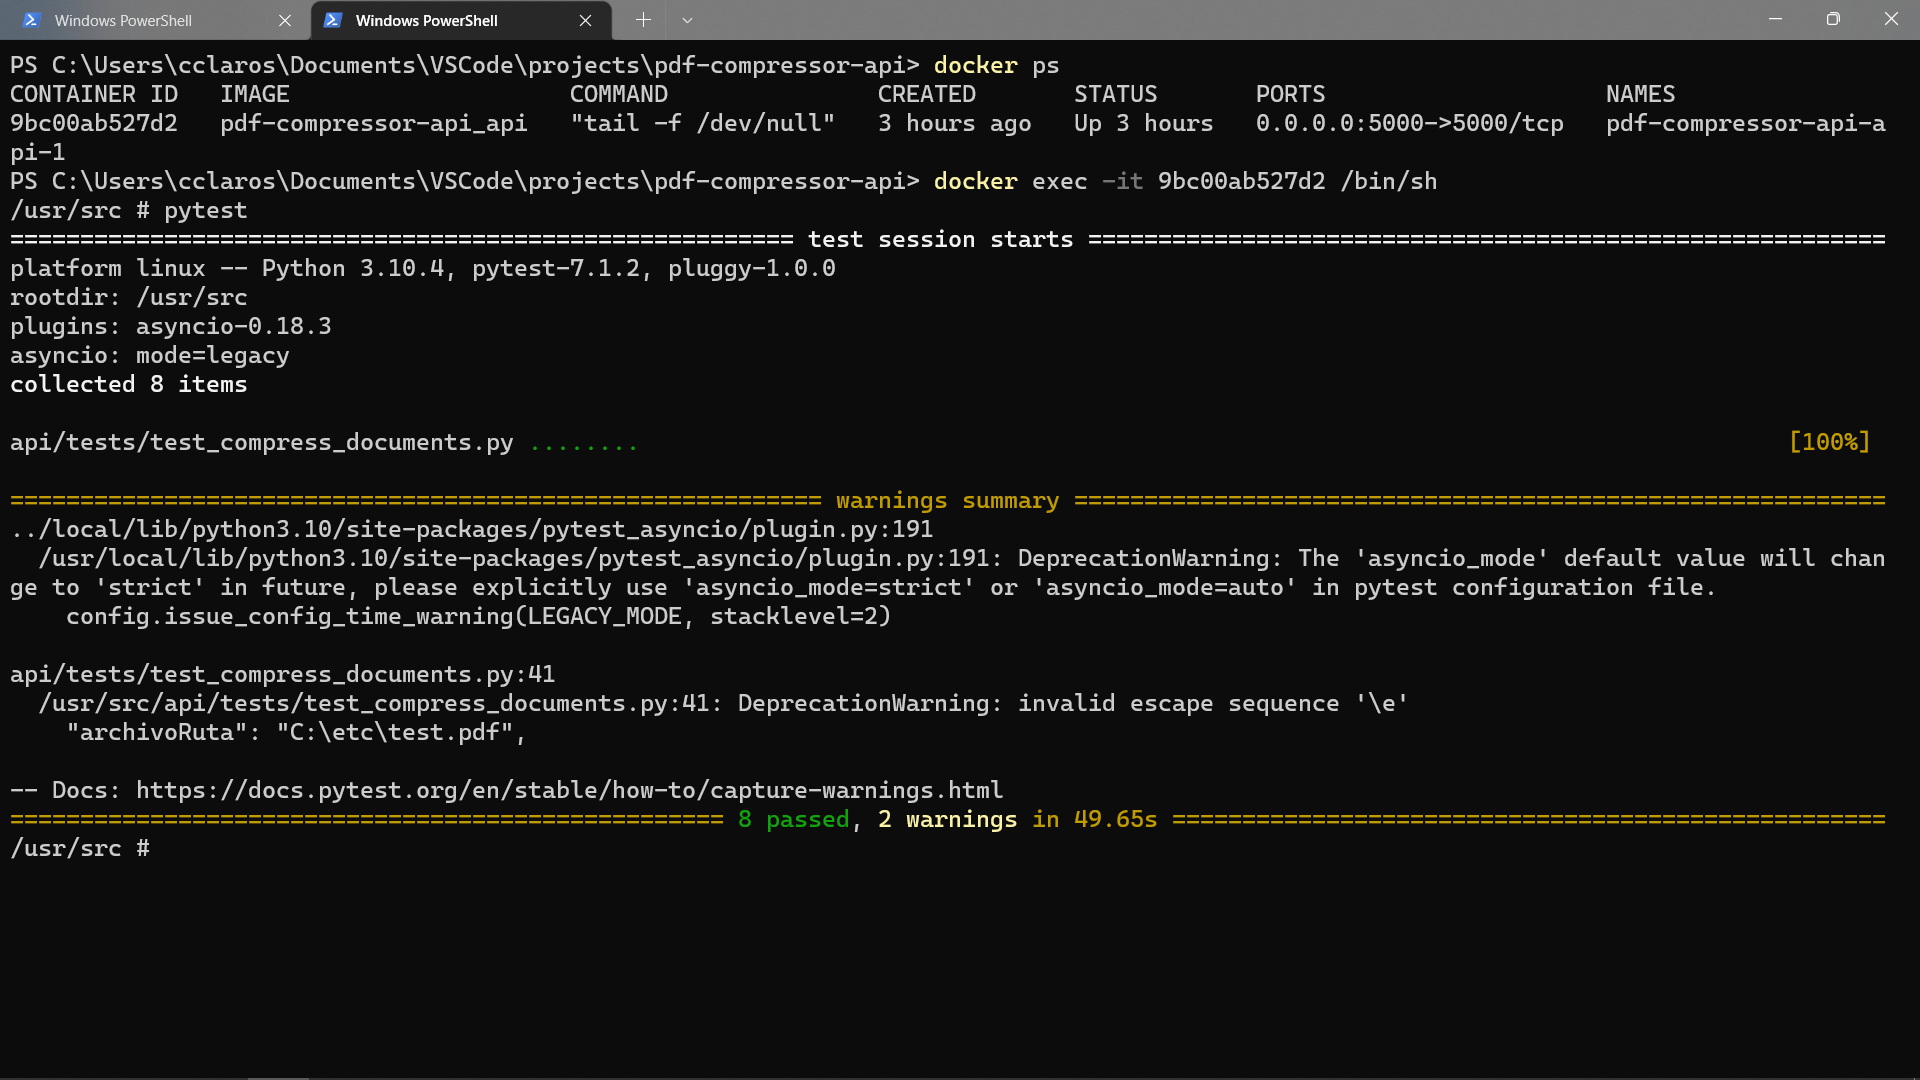 Windows PowerShell
Windows PowerShell
PS C:\Users\cclaros\Documents\VSCode\projects\pdf-compressor-api> docker ps
CONTAINER ID   IMAGE                    COMMAND               CREATED       STATUS       PORTS                    NAMES
9bc00ab527d2   pdf-compressor-api_api   "tail -f /dev/null"   3 hours ago   Up 3 hours   0.0.0.0:5000->5000/tcp   pdf-compressor-api-a
pi-1
PS C:\Users\cclaros\Documents\VSCode\projects\pdf-compressor-api> docker exec -it 9bc00ab527d2 /bin/sh
/usr/src # pytest
======================================================== test session starts =========================================================
platform linux -- Python 3.10.4, pytest-7.1.2, pluggy-1.0.0
rootdir: /usr/src
plugins: asyncio-0.18.3
asyncio: mode=legacy
collected 8 items
api/tests/test_compress_documents.py ........                                                                                  [100%]
========================================================== warnings summary ==========================================================
../local/lib/python3.10/site-packages/pytest_asyncio/plugin.py:191
  /usr/local/lib/python3.10/site-packages/pytest_asyncio/plugin.py:191: DeprecationWarning: The 'asyncio_mode' default value will chan
ge to 'strict' in future, please explicitly use 'asyncio_mode=strict' or 'asyncio_mode=auto' in pytest configuration file.
    config.issue_config_time_warning(LEGACY_MODE, stacklevel=2)
api/tests/test_compress_documents.py:41
  /usr/src/api/tests/test_compress_documents.py:41: DeprecationWarning: invalid escape sequence '\e'
    "archivoRuta": "C:\etc\test.pdf",
-- Docs: https://docs.pytest.org/en/stable/how-to/capture-warnings.html
=================================================== 8 passed, 2 warnings in 49.65s ===================================================
/usr/src #